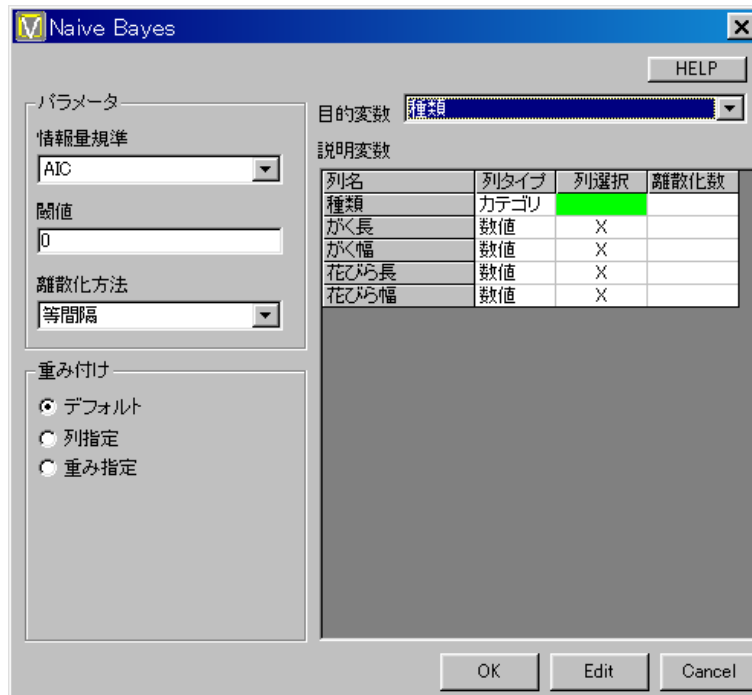 Naive Bayes
HELP
パラメータ
情報量規準
AIC
閾値
0
離散化方法
等間隔
重み付け
デフォルト
列指定
重み指定
目的変数 種類
説明変数
列名 列タイプ 列選択 離散化数
種類 カテゴリ
がく長 数値 X
がく幅 数値 X
花びら長 数値 X
花びら幅 数値 X
OK Edit Cancel